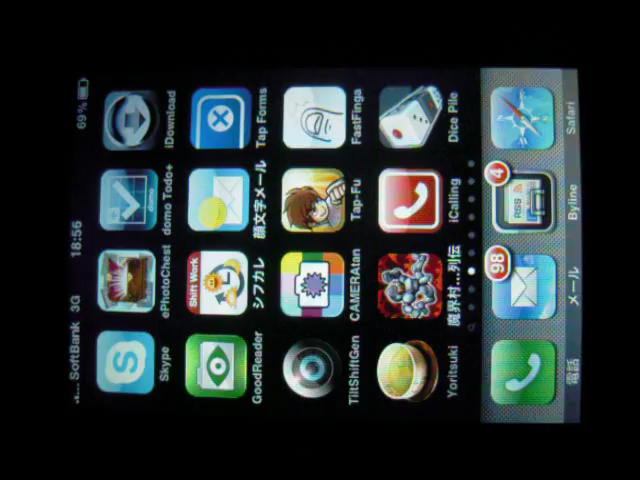 SoftBank 3G 18:56 69%
Skype ePhotoChest domo Todo+ iDownload
domo
Shift Work
GoodReader シフカレ 顔文字メール Tap Forms
TiltShiftGen CAMERAtan Tap-Fu FastFinga
Yoritsuki 魔界村...列伝 iCalling Dice Pile
98 4
RSS
電話 メール Byline Safari